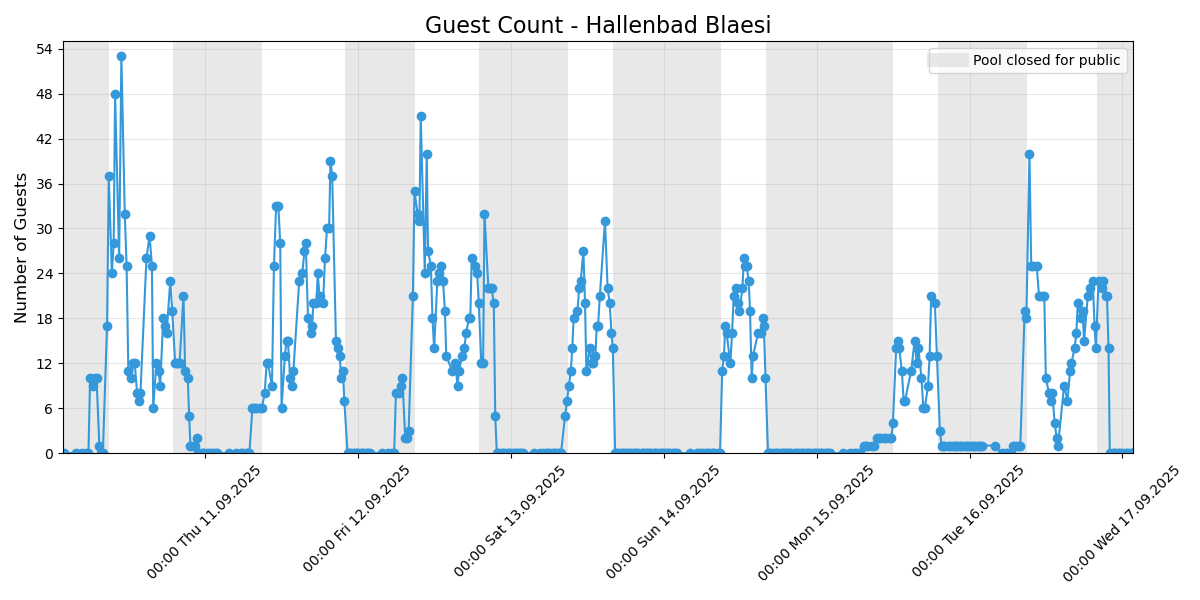 Guest Count - Hallenbad Blaesi
Pool closed for public
Number of Guests
54
48
42
36
30
24
18
12
6
0
00:00 Thu 11.09.2025
00:00 Fri 12.09.2025
00:00 Sat 13.09.2025
00:00 Sun 14.09.2025
00:00 Mon 15.09.2025
00:00 Tue 16.09.2025
00:00 Wed 17.09.2025